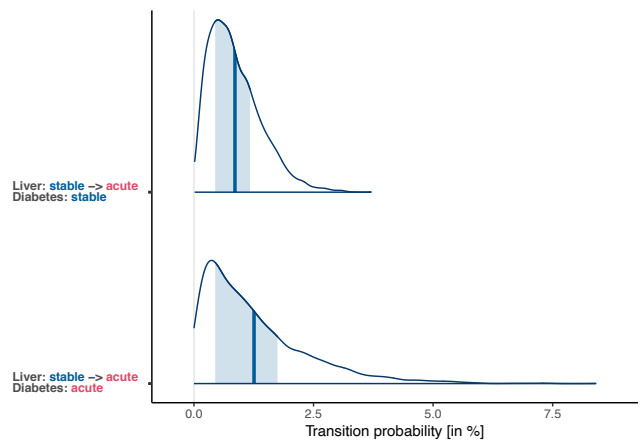 Liver: stable –> acute
Diabetes: stable
Liver: stable –> acute
Diabetes: acute
0.0 2.5 5.0 7.5
Transition probability [in %]